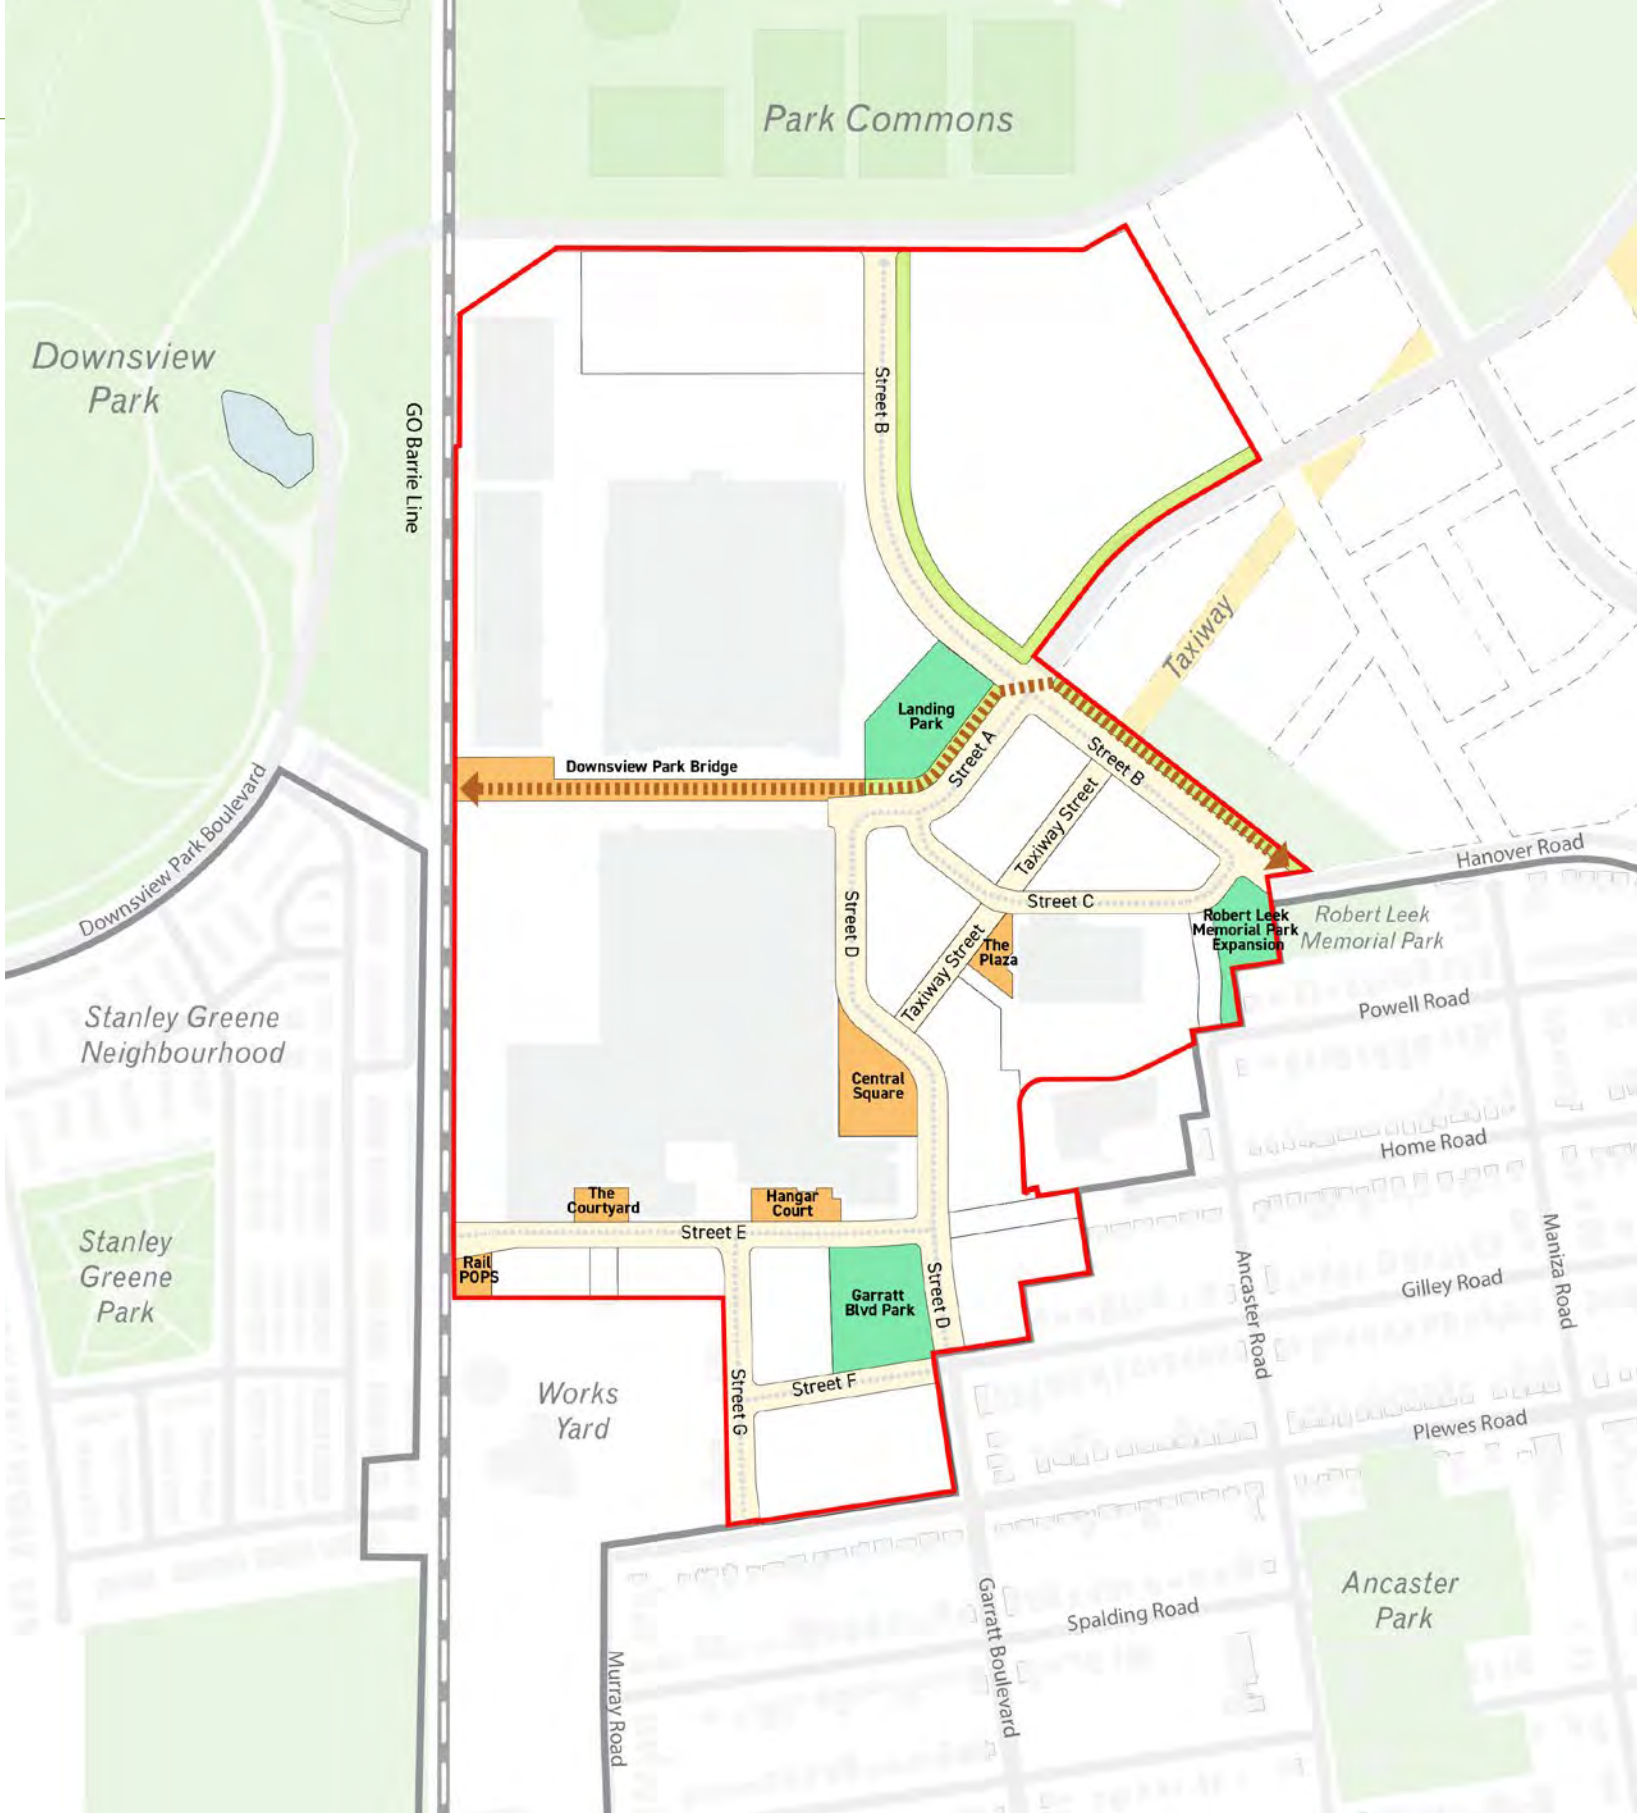 Park Commons
Downsview
Park
GO Barrie Line
Street B
Taxiway
Landing
Park
Street A
Downsview Park Bridge
Street B
Taxiway Street
Hanover Road
Downsview Park Boulevard
Street C
Street D
Robert Leek
Memorial Park
Expansion
Robert Leek
Memorial Park
The
Plaza
Taxiway Street
Powell Road
Stanley Greene
Neighbourhood
Central
Square
Home Road
The
Courtyard
Hangar
Court
Street E
Stanley
Greene
Park
Rail
POPS
Garratt
Blvd Park
Street D
Ancaster Road
Gilley Road
Maniza Road
Works
Yard
Street G
Street F
Plewes Road
Ancaster
Park
Spalding Road
Garratt Boulevard
Murray Road